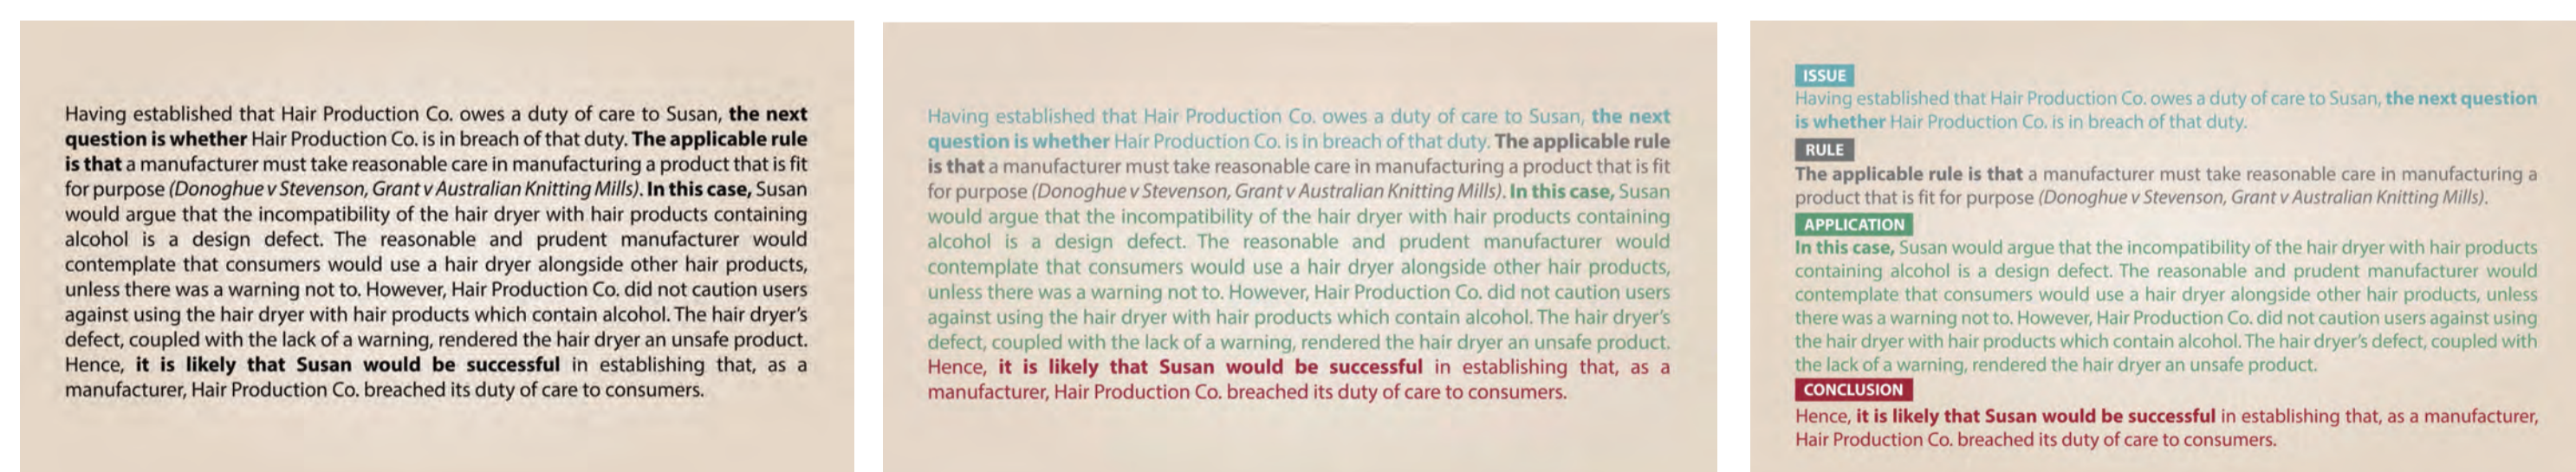 Having established that Hair Production Co. owes a duty of care to Susan, the next
question is whether Hair Production Co. is in breach of that duty. The applicable rule
is that a manufacturer must take reasonable care in manufacturing a product that is fit
for purpose (Donoghue v Stevenson, Grant v Australian Knitting Mills). In this case, Susan
would argue that the incompatibility of the hair dryer with hair products containing
alcohol is a design defect. The reasonable and prudent manufacturer would
contemplate that consumers would use a hair dryer alongside other hair products,
unless there was a warning not to. However, Hair Production Co. did not caution users
against using the hair dryer with hair products which contain alcohol. The hair dryer's
defect, coupled with the lack of a warning, rendered the hair dryer an unsafe product.
Hence, it is likely that Susan would be successful in establishing that, as a
manufacturer, Hair Production Co. breached its duty of care to consumers.
Having established that Hair Production Co. owes a duty of care to Susan, the next
question is whether Hair Production Co. is in breach of that duty. The applicable rule
is that a manufacturer must take reasonable care in manufacturing a product that is fit
for purpose (Donoghue v Stevenson, Grant v Australian Knitting Mills). In this case, Susan
would argue that the incompatibility of the hair dryer with hair products containing
alcohol is a design defect. The reasonable and prudent manufacturer would
contemplate that consumers would use a hair dryer alongside other hair products,
unless there was a warning not to. However, Hair Production Co. did not caution users
against using the hair dryer with hair products which contain alcohol. The hair dryer's
defect, coupled with the lack of a warning, rendered the hair dryer an unsafe product.
Hence, it is likely that Susan would be successful in establishing that, as a
manufacturer, Hair Production Co. breached its duty of care to consumers.
ISSUE
Having established that Hair Production Co. owes a duty of care to Susan, the next question
is whether Hair Production Co. is in breach of that duty.
RULE
The applicable rule is that a manufacturer must take reasonable care in manufacturing a
product that is fit for purpose (Donoghue v Stevenson, Grant v Australian Knitting Mills).
APPLICATION
In this case, Susan would argue that the incompatibility of the hair dryer with hair products
containing alcohol is a design defect. The reasonable and prudent manufacturer would
contemplate that consumers would use a hair dryer alongside other hair products, unless
there was a warning not to. However, Hair Production Co. did not caution users against using
the hair dryer with hair products which contain alcohol. The hair dryer's defect, coupled with
the lack of a warning, rendered the hair dryer an unsafe product.
CONCLUSION
Hence, it is likely that Susan would be successful in establishing that, as a manufacturer,
Hair Production Co. breached its duty of care to consumers.